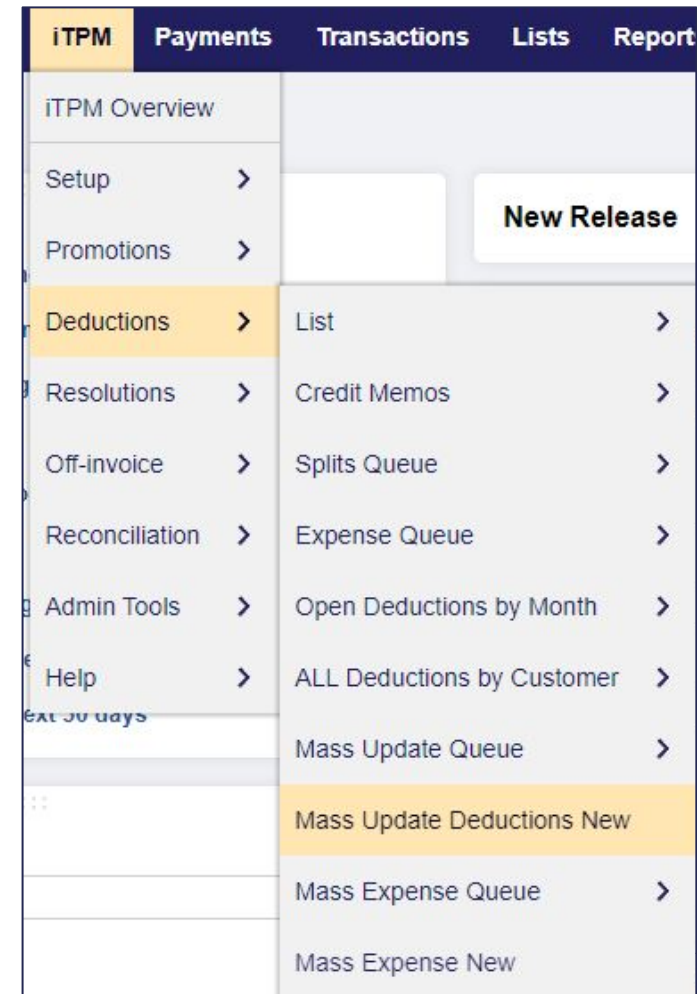 iTPM Payments Transactions Lists Report
iTPM Overview
Setup
New Release
Promotions
Deductions
List
Resolutions
Credit Memos
Off-invoice
Splits Queue
Reconciliation
Expense Queue
Admin Tools
Open Deductions by Month
Help
ALL Deductions by Customer
days
Mass Update Queue
Mass Update Deductions New
Mass Expense Queue
Mass Expense New